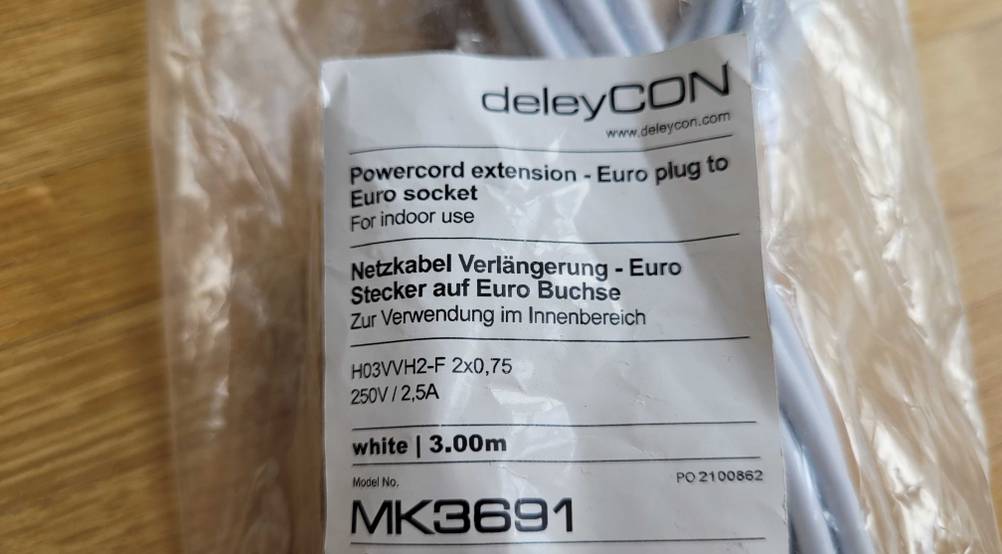 deleyCON
www.deleycon.com
Powercord extension - Euro plug to
Euro socket
For indoor use
Netzkabel Verlängerung - Euro
Stecker auf Euro Buchse
Zur Verwendung im Innenbereich
H03VVH2-F 2x0,75
250V / 2,5A
white | 3.00m
Model No.
PO 2100862
MK3691